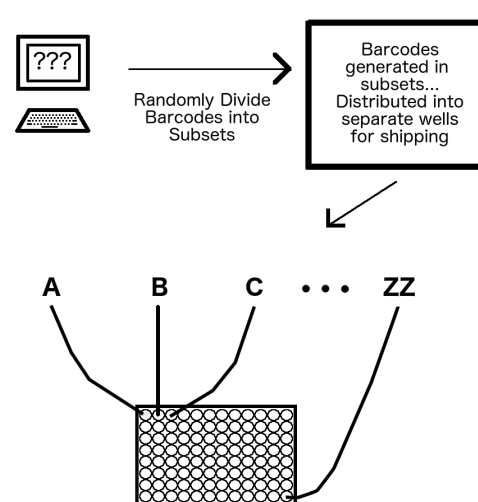 ???
Randomly Divide
Barcodes into
Subsets
Barcodes
generated in
subsets...
Distributed into
separate wells
for shipping
A B C • • • ZZ